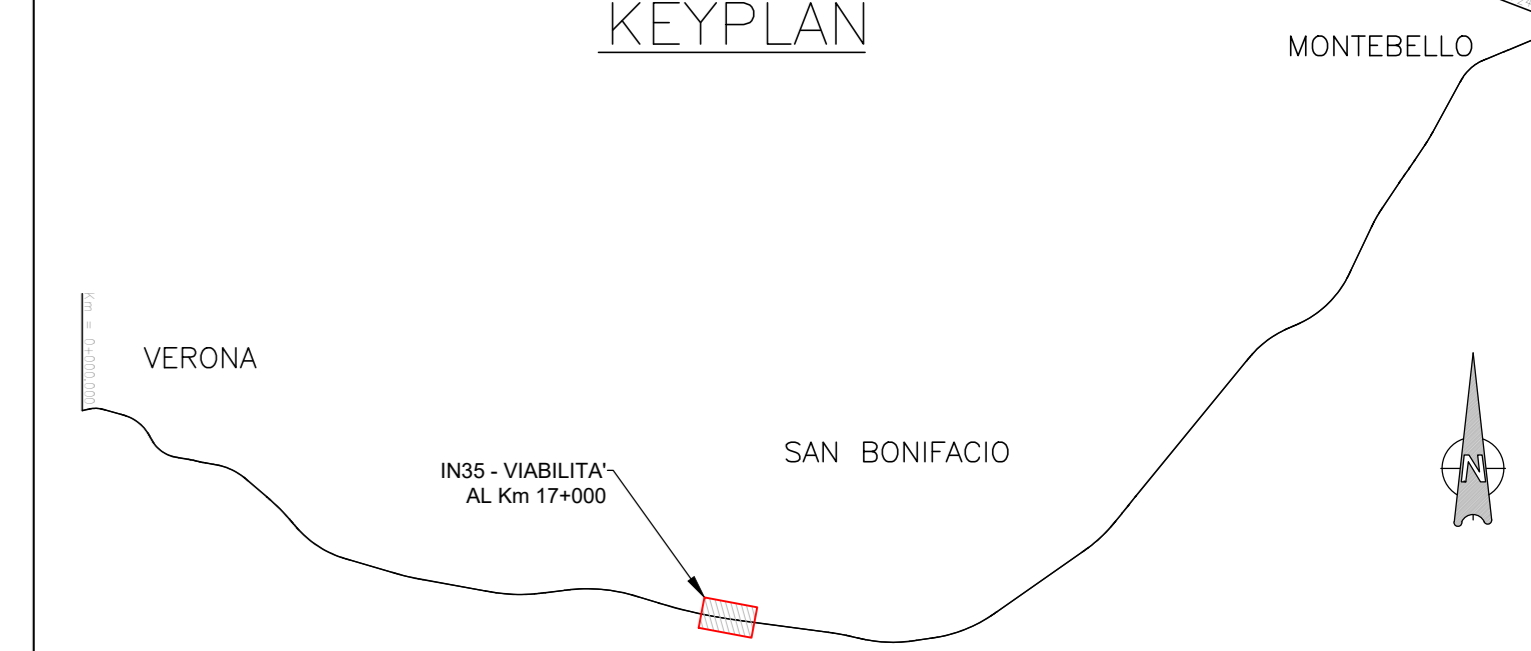 KEYPLAN
MONTEBELLO
Km = 0+000.000
VERONA
SAN BONIFACIO
IN35 - VIABILITA'
AL Km 17+000
N